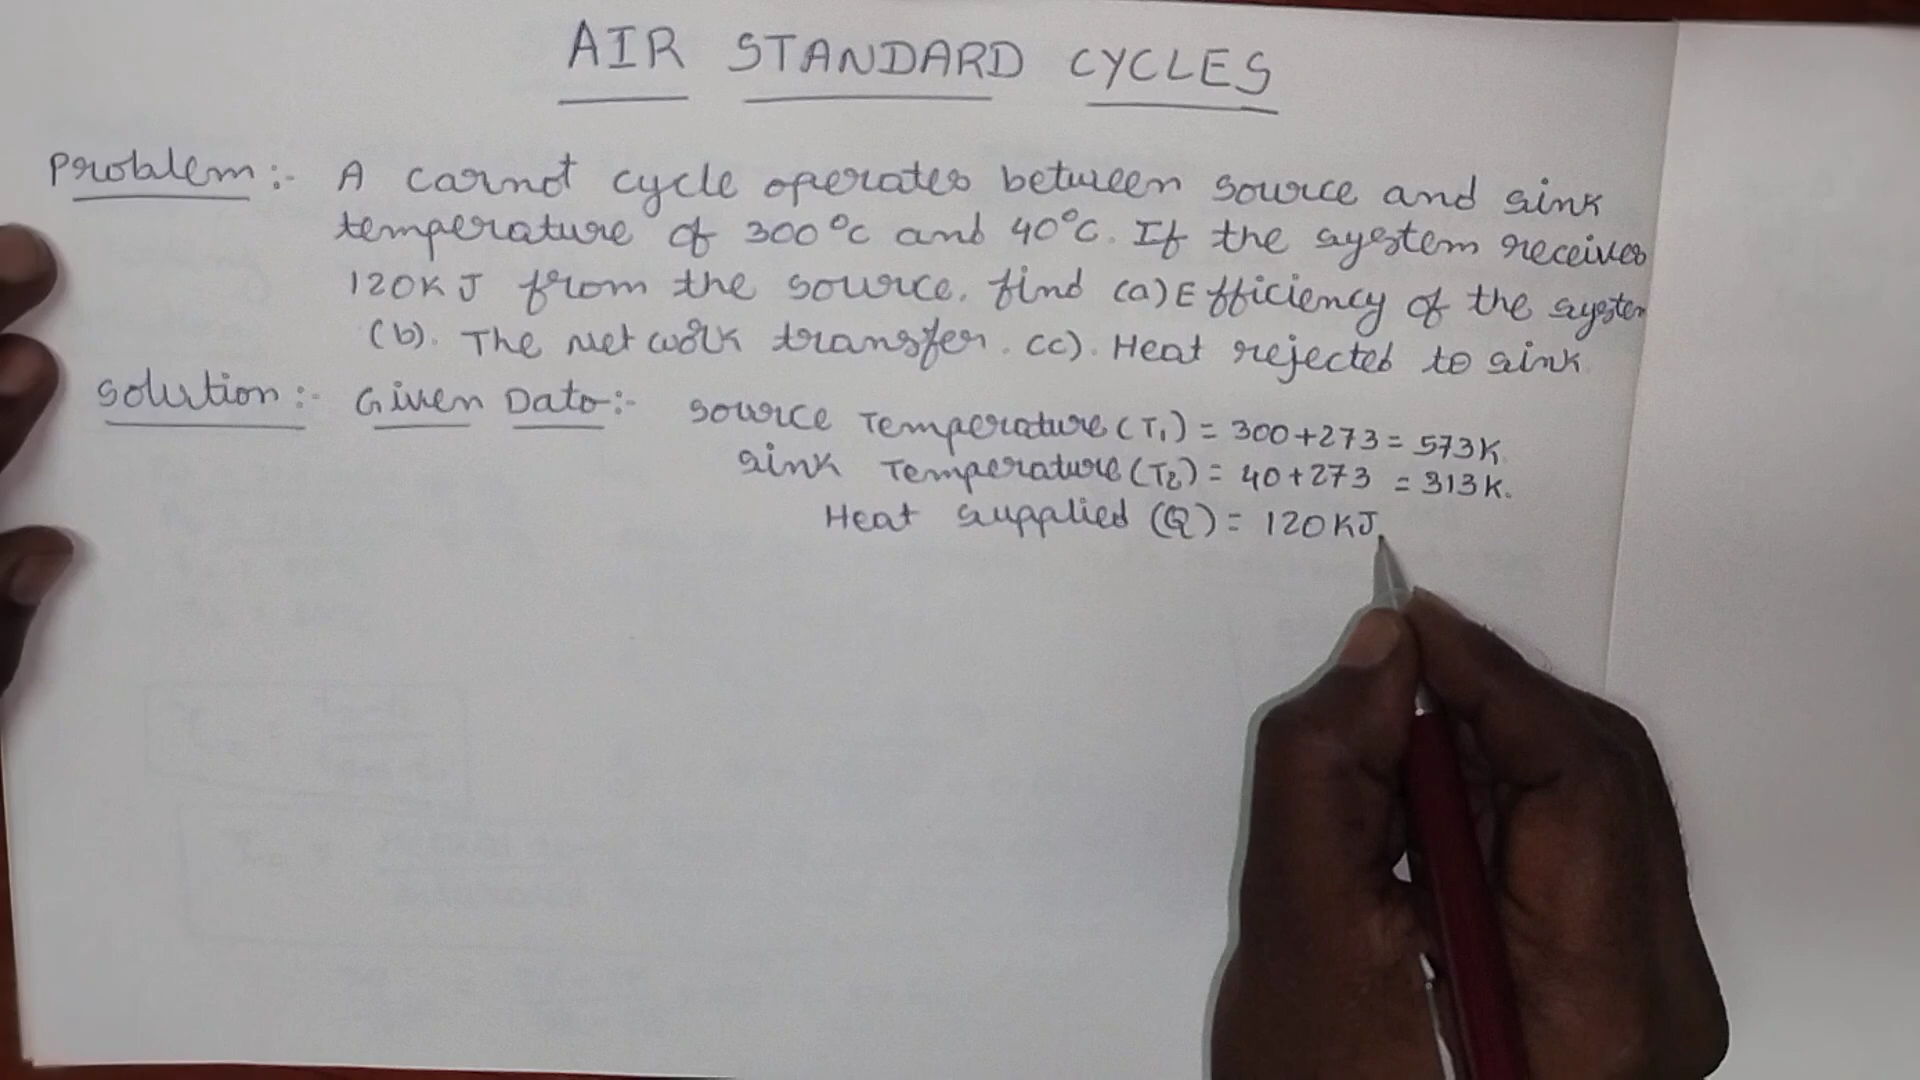 AIR STANDARD CYCLES
Problem:- A carnot cycle operates between source and sink
temperature of 300°c and 40°c. If the system receives
120KJ from the source. find (a) Efficiency of the system
(b). The net work transfer. (c). Heat rejected to sink.
Solution:- Given Data:- Source Temperature (T1) = 300+273 = 573K.
sink Temperature (T2) = 40+273 = 313K.
Heat supplied (Q) = 120KJ.